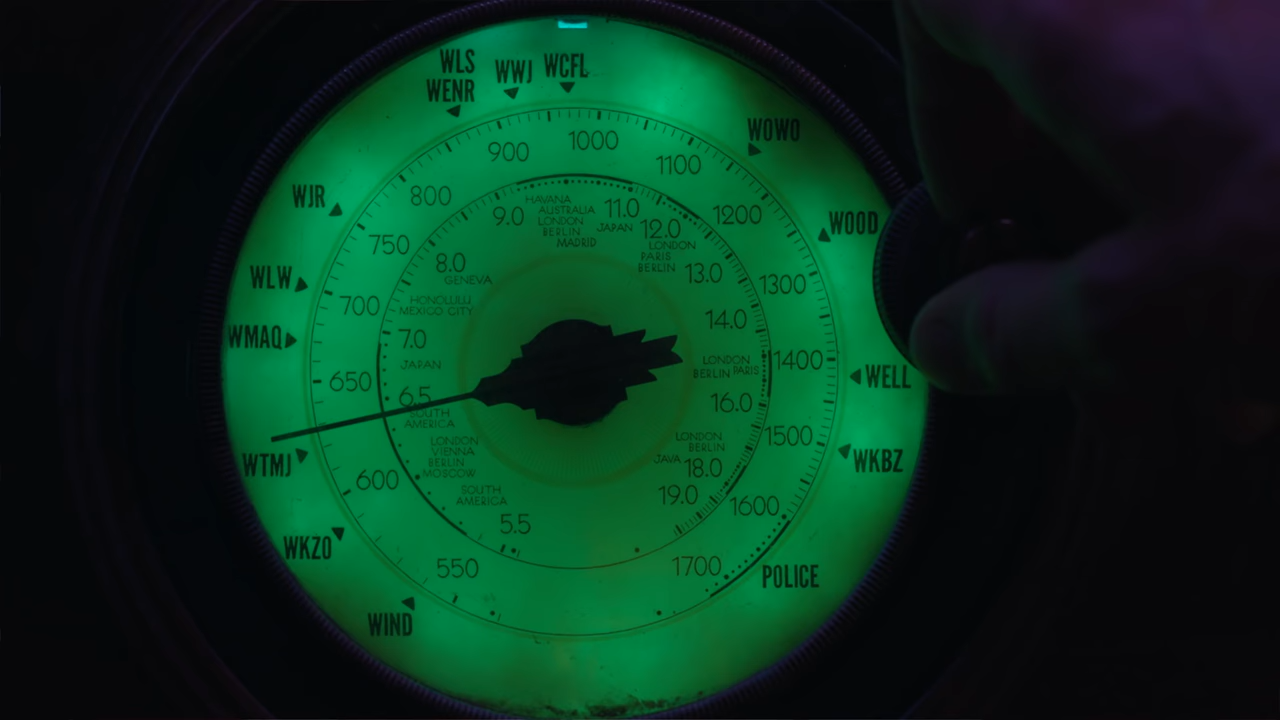 WLS
WENR
WWJ
WCFL
WOWO
WJR
WOOD
WLW
WMAQ
WELL
WTMJ
WKBZ
WKZO
POLICE
WIND
550
600
650
700
750
800
900
1000
1100
1200
1300
1400
1500
1600
1700
5.5
SOUTH
AMERICA
LONDON
VIENNA
BERLIN
MOSCOW
SOUTH
AMERICA
6.5
JAPAN
7.0
HONOLULU
MEXICO CITY
GENEVA
8.0
9.0
HAVANA
AUSTRALIA
LONDON
BERLIN
MADRID
11.0
JAPAN
12.0
LONDON
PARIS
BERLIN
13.0
14.0
LONDON
BERLIN PARIS
16.0
LONDON
BERLIN
JAVA 18.0
19.0